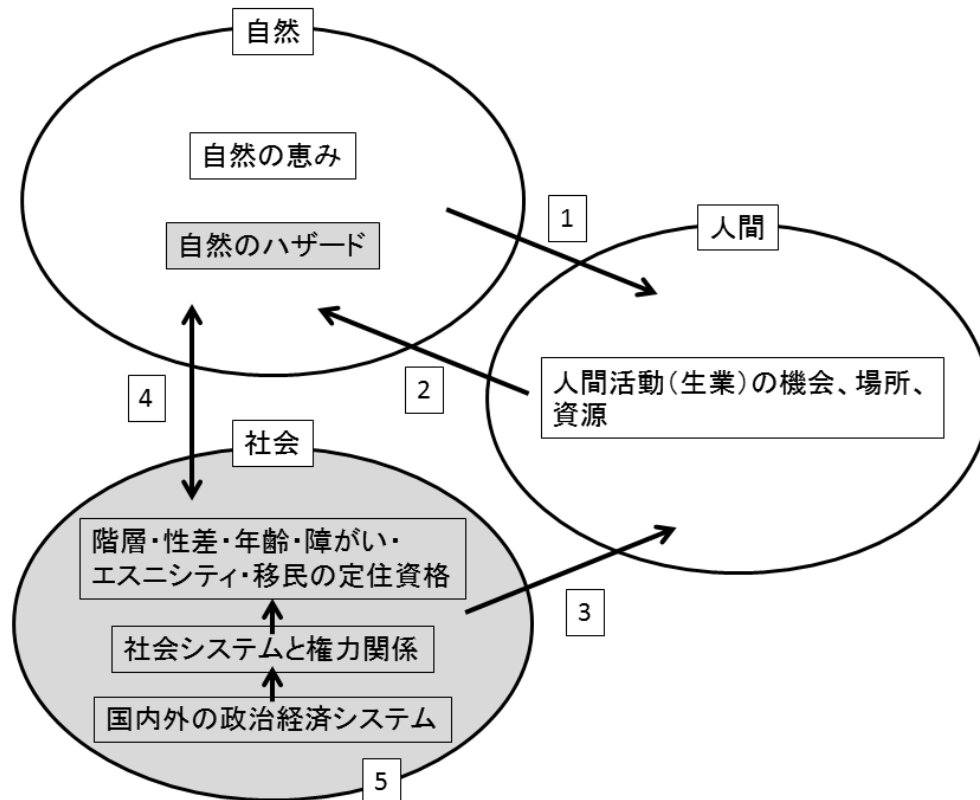 自然
自然の恵み
自然のハザード
1
人間
人間活動(生業)の機会、場所、
資源
2
4
社会
階層・性差・年齢・障がい・
エスニシティ・移民の定住資格
3
社会システムと権力関係
国内外の政治経済システム
5